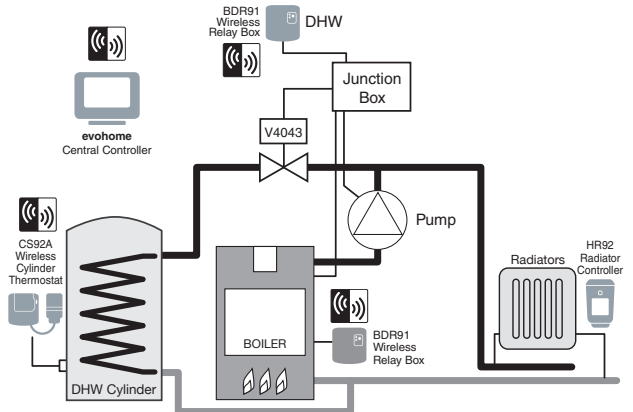 BDR91
Wireless
Relay Box
DHW
Junction
Box
evohome
Central Controller
V4043
Pump
CS92A
Wireless
Cylinder
Thermostat
Radiators
HR92
Radiator
Controller
BOILER
BDR91
Wireless
Relay Box
DHW Cylinder